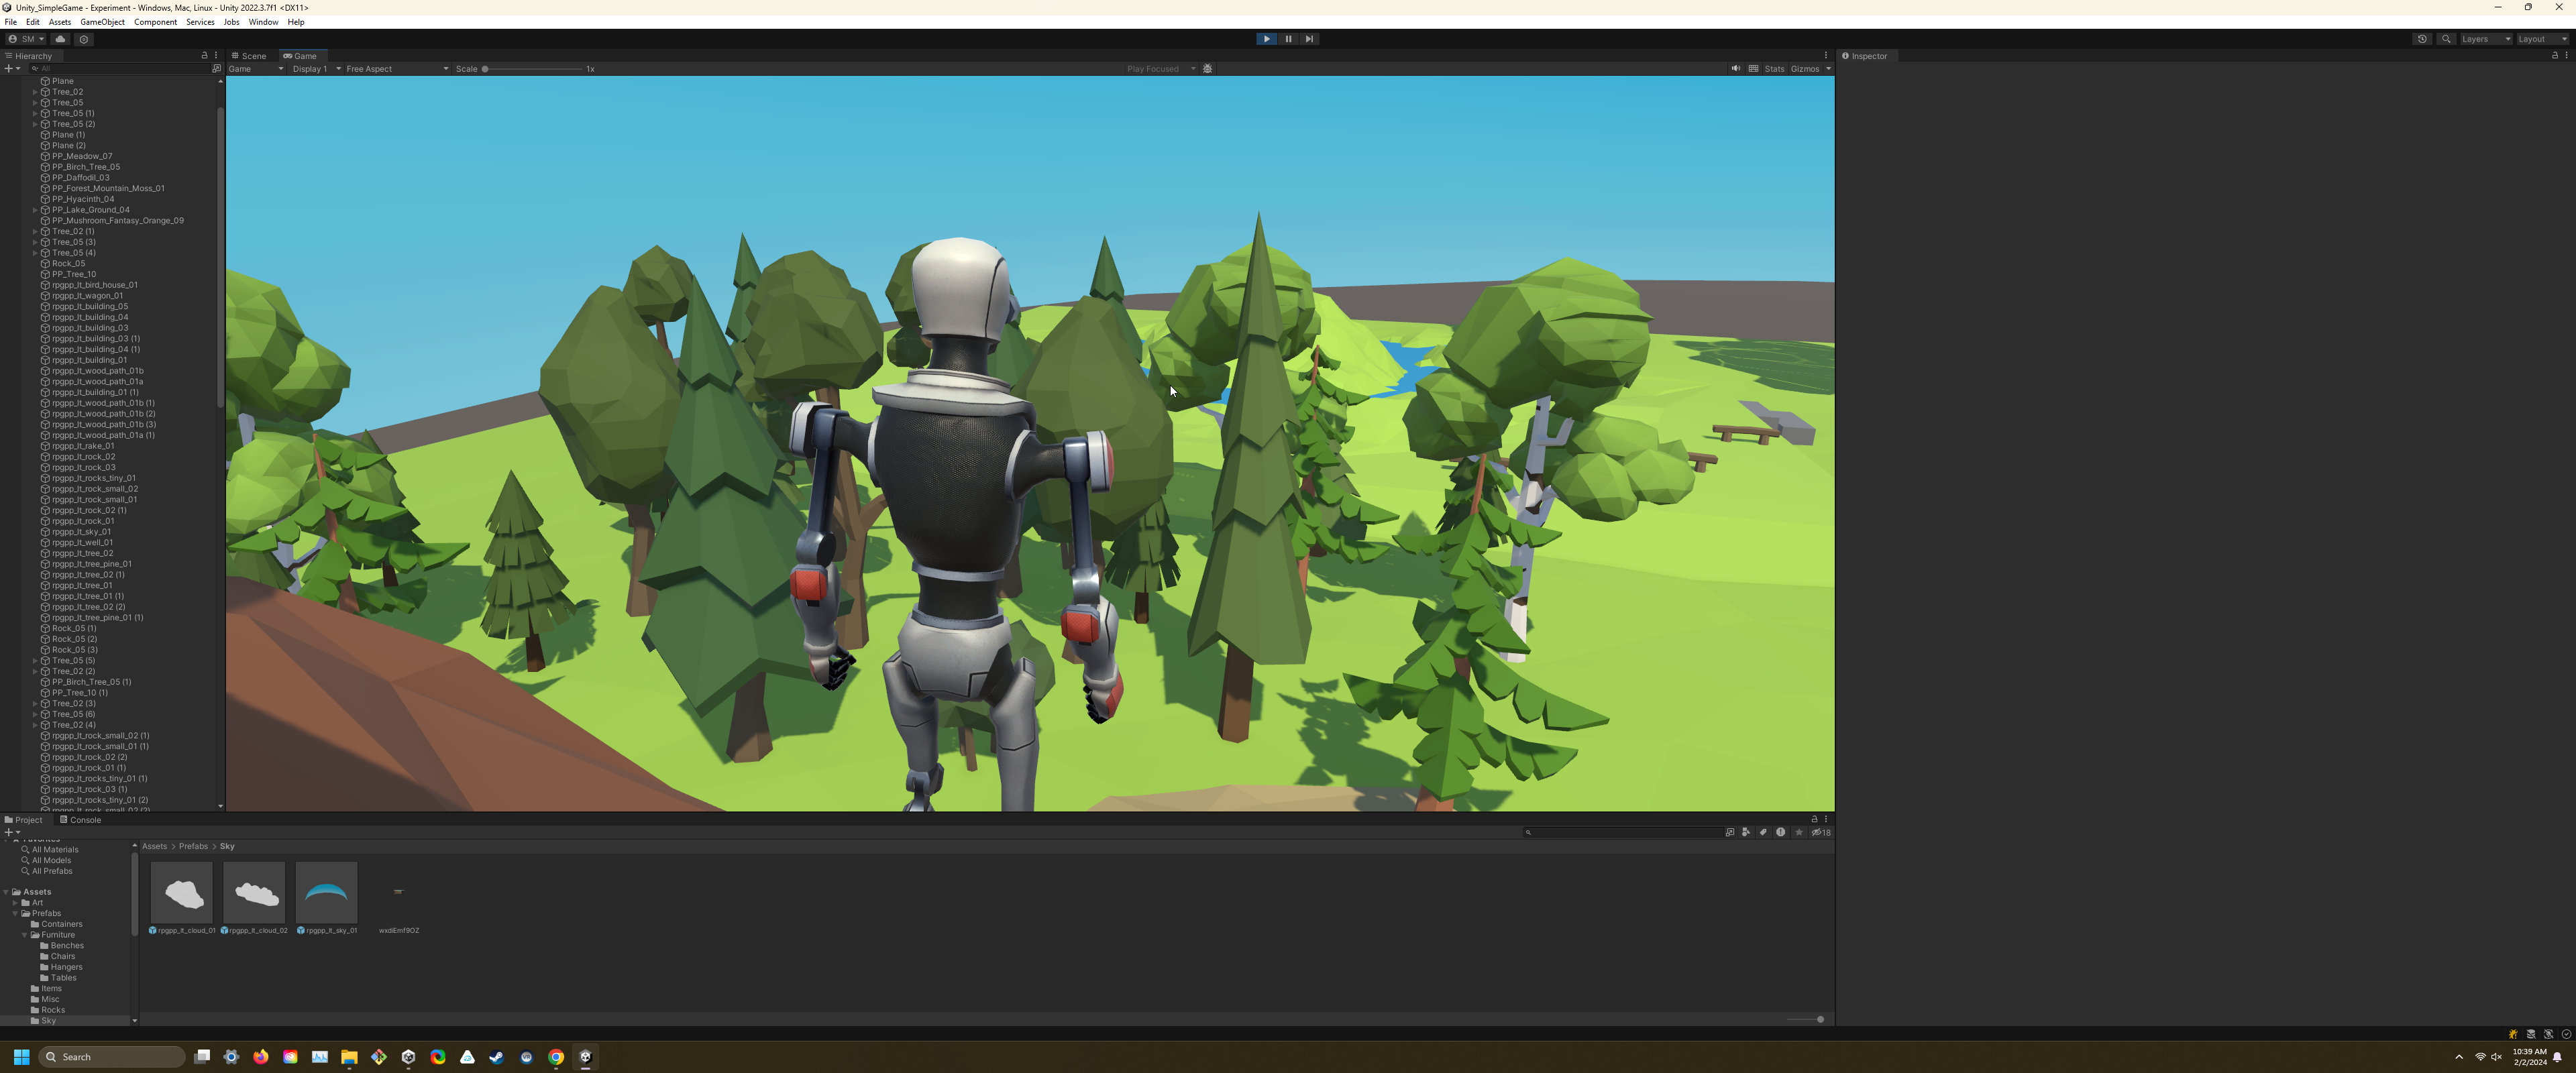 Unity_SimpleGame - Experiment - Windows, Mac, Linux - Unity 2022.3.7f1 <DX11>
File Edit Assets GameObject Component Services Jobs Window Help
SM
Layers
Layout
Hierarchy
Scene
Game
Inspector
All
Game
Display 1
Free Aspect
Scale
1x
Play Focused
Stats
Gizmos
Plane
Tree_02
Tree_05
Tree_05 (1)
Tree_05 (2)
Plane (1)
Plane (2)
PP_Meadow_07
PP_Birch_Tree_05
PP_Daffodil_03
PP_Forest_Mountain_Moss_01
PP_Hyacinth_04
PP_Lake_Ground_04
PP_Mushroom_Fantasy_Orange_09
Tree_02 (1)
Tree_05 (3)
Tree_05 (4)
Rock_05
PP_Tree_10
rpgpp_lt_bird_house_01
rpgpp_lt_wagon_01
rpgpp_lt_building_05
rpgpp_lt_building_04
rpgpp_lt_building_03
rpgpp_lt_building_03 (1)
rpgpp_lt_building_04 (1)
rpgpp_lt_building_01
rpgpp_lt_wood_path_01b
rpgpp_lt_wood_path_01a
rpgpp_lt_building_01 (1)
rpgpp_lt_wood_path_01b (1)
rpgpp_lt_wood_path_01b (2)
rpgpp_lt_wood_path_01b (3)
rpgpp_lt_wood_path_01a (1)
rpgpp_lt_rake_01
rpgpp_lt_rock_02
rpgpp_lt_rock_03
rpgpp_lt_rocks_tiny_01
rpgpp_lt_rock_small_02
rpgpp_lt_rock_small_01
rpgpp_lt_rock_02 (1)
rpgpp_lt_rock_01
rpgpp_lt_sky_01
rpgpp_lt_well_01
rpgpp_lt_tree_02
rpgpp_lt_tree_pine_01
rpgpp_lt_tree_02 (1)
rpgpp_lt_tree_01
rpgpp_lt_tree_01 (1)
rpgpp_lt_tree_02 (2)
rpgpp_lt_tree_pine_01 (1)
Rock_05 (1)
Rock_05 (2)
Rock_05 (3)
Tree_05 (5)
Tree_02 (2)
PP_Birch_Tree_05 (1)
PP_Tree_10 (1)
Tree_02 (3)
Tree_05 (6)
Tree_02 (4)
rpgpp_lt_rock_small_02 (1)
rpgpp_lt_rock_small_01 (1)
rpgpp_lt_rock_02 (2)
rpgpp_lt_rock_01 (1)
rpgpp_lt_rocks_tiny_01 (1)
rpgpp_lt_rock_03 (1)
rpgpp_lt_rocks_tiny_01 (2)
rpgpp_lt_rock_small_02 (2)
Project
Console
18
Favorites
All Materials
All Models
All Prefabs
Assets
Art
Prefabs
Containers
Furniture
Benches
Chairs
Hangers
Tables
Items
Misc
Rocks
Sky
Assets > Prefabs > Sky
rpgpp_lt_cloud_01
rpgpp_lt_cloud_02
rpgpp_lt_sky_01
Search
10:39 AM
2/2/2024